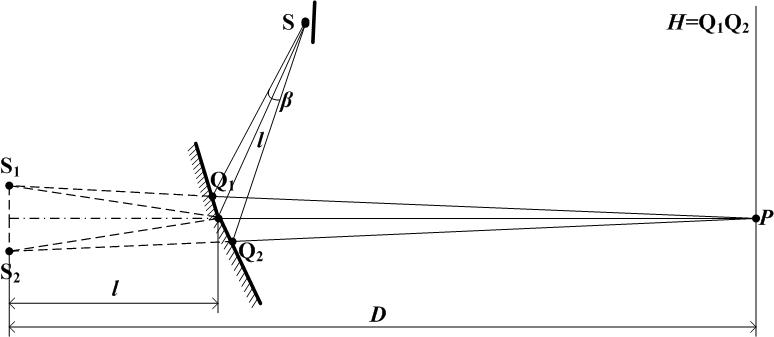 S
H=Q₁Q₂
β
l
S₁
Q₁
P
Q₂
S₂
l
D